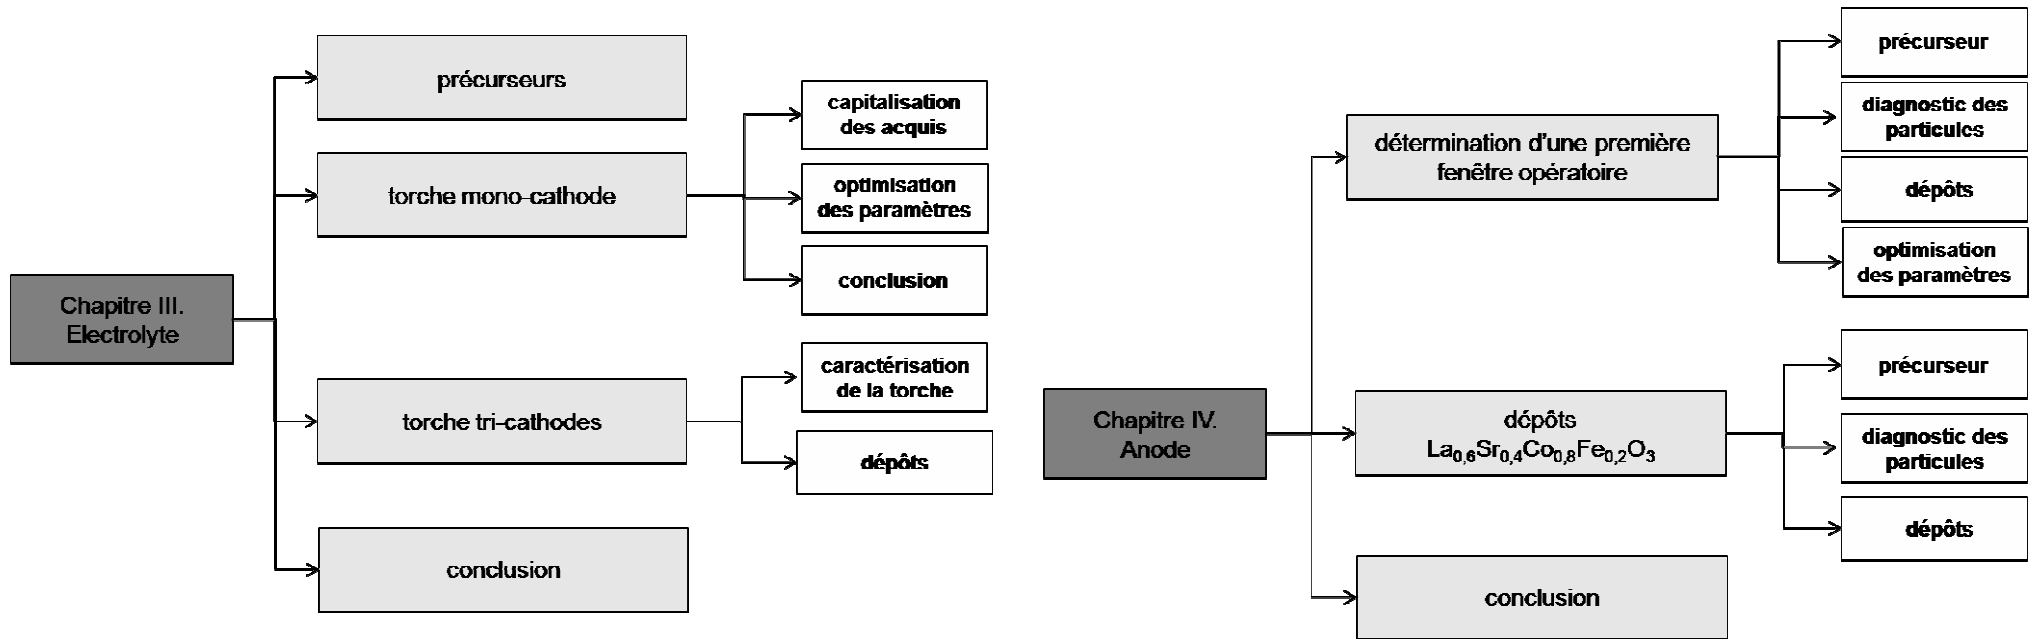 Chapitre III.
Electrolyte
précurseurs
torche mono-cathode
capitalisation
des acquis
optimisation
des paramètres
conclusion
torche tri-cathodes
caractérisation
de la torche
dépôts
conclusion
Chapitre IV.
Anode
détermination d'une première
fenêtre opératoire
précurseur
diagnostic des
particules
dépôts
optimisation
des paramètres
dépôts
La₀,₆Sr₀,₄Co₀,₈Fe₀,₂O₃
précurseur
diagnostic des
particules
dépôts
conclusion